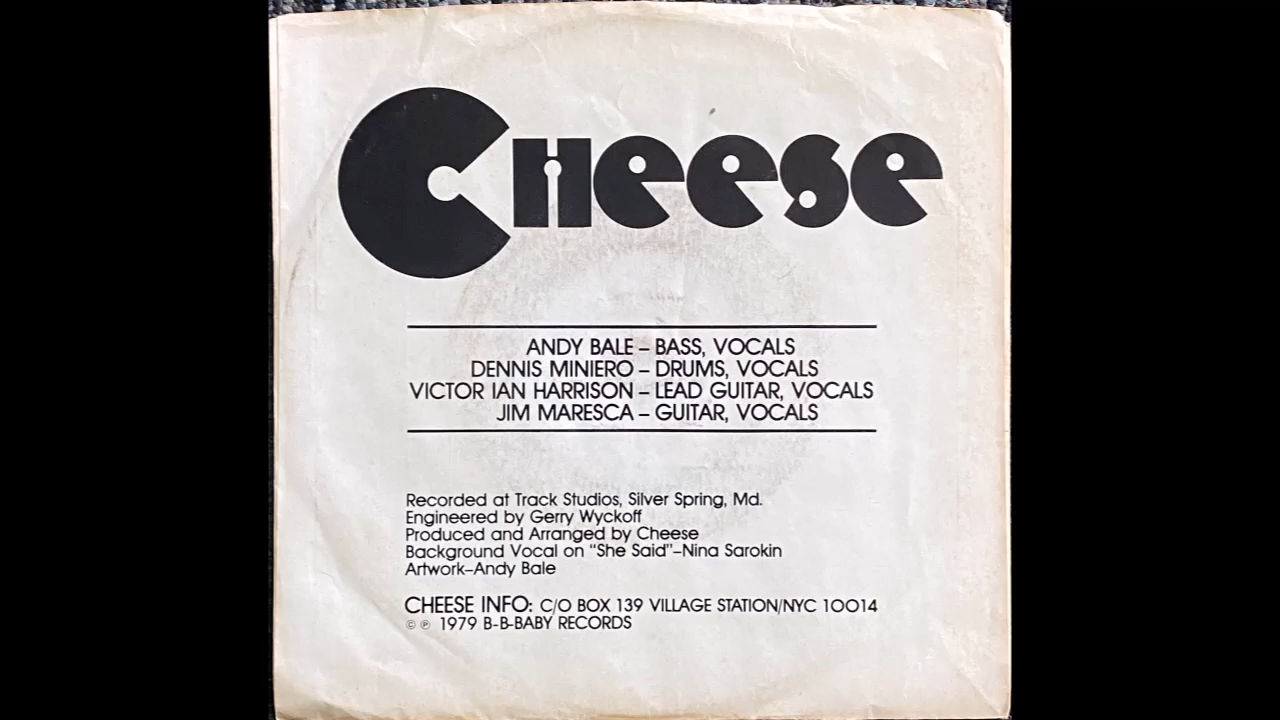 Cheese
ANDY BALE – BASS, VOCALS
DENNIS MINIERO – DRUMS, VOCALS
VICTOR IAN HARRISON – LEAD GUITAR, VOCALS
JIM MARESCA – GUITAR, VOCALS
Recorded at Track Studios, Silver Spring, Md.
Engineered by Gerry Wyckoff
Produced and Arranged by Cheese
Background Vocal on “She Said”–Nina Sarokin
Artwork–Andy Bale
CHEESE INFO: C/O BOX 139 VILLAGE STATION/NYC 10014
© ℗ 1979 B-B-BABY RECORDS